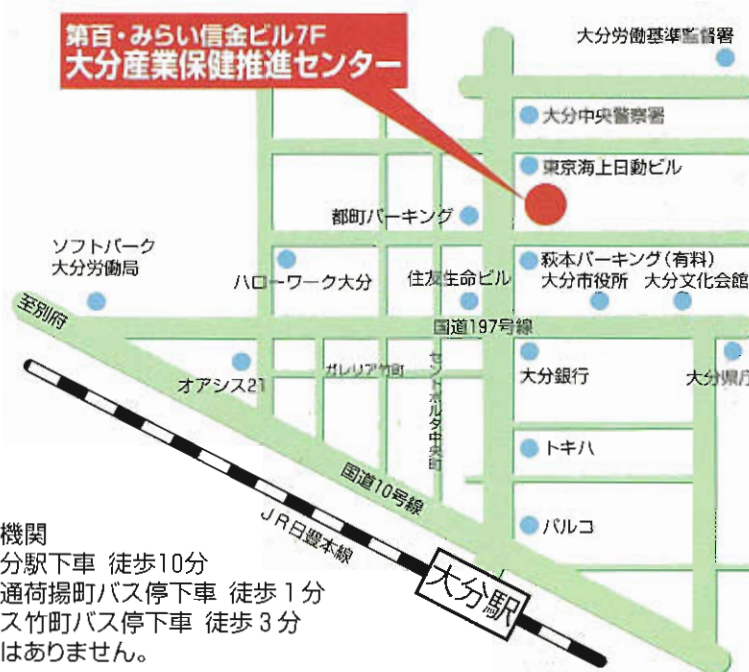 第百・みらい信金ビル7F
大分産業保健推進センター
大分労働基準監督署
大分中央警察署
東京海上日動ビル
都町パーキング
ソフトパーク
大分労働局
ハローワーク大分
住友生命ビル
萩本パーキング(有料)
大分市役所
大分文化会館
至別府
国道197号線
オアシス21
ガレリア竹町
セントポルタ中央町
大分銀行
大分県庁
トキハ
国道10号線
JR日豊本線
パルコ
大分駅
機関
分駅下車 徒歩10分
通荷揚町バス停下車 徒歩1分
ス竹町バス停下車 徒歩3分
はありません。